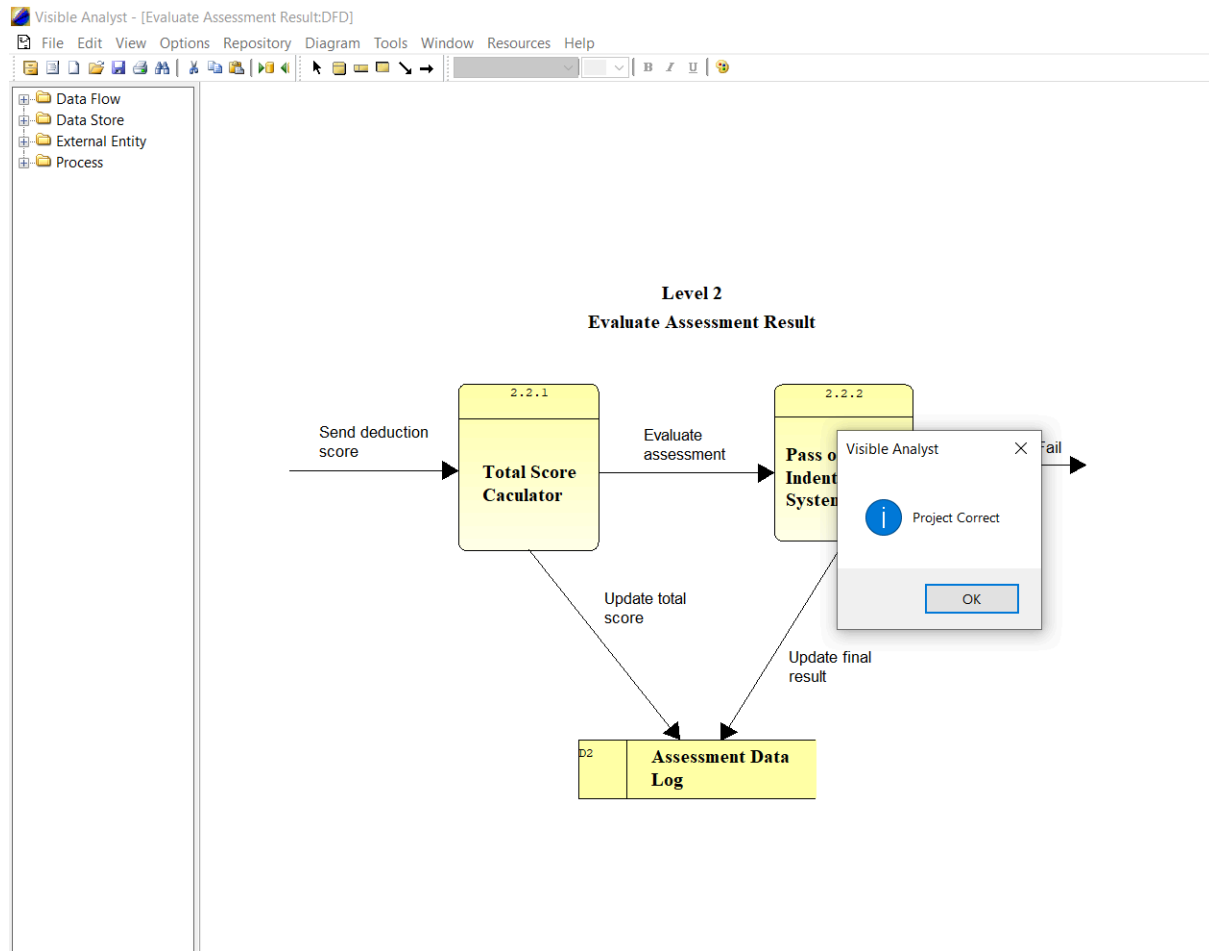 Visible Analyst - [Evaluate Assessment Result:DFD]
File Edit View Options Repository Diagram Tools Window Resources Help
B I U
Data Flow
Data Store
External Entity
Process
Level 2
Evaluate Assessment Result
2.2.1
2.2.2
Send deduction
score
Total Score
Caculator
Evaluate
assessment
Pass
Indent
System
Fail
Visible Analyst
Project Correct
OK
Update total
score
Update final
result
D2
Assessment Data
Log